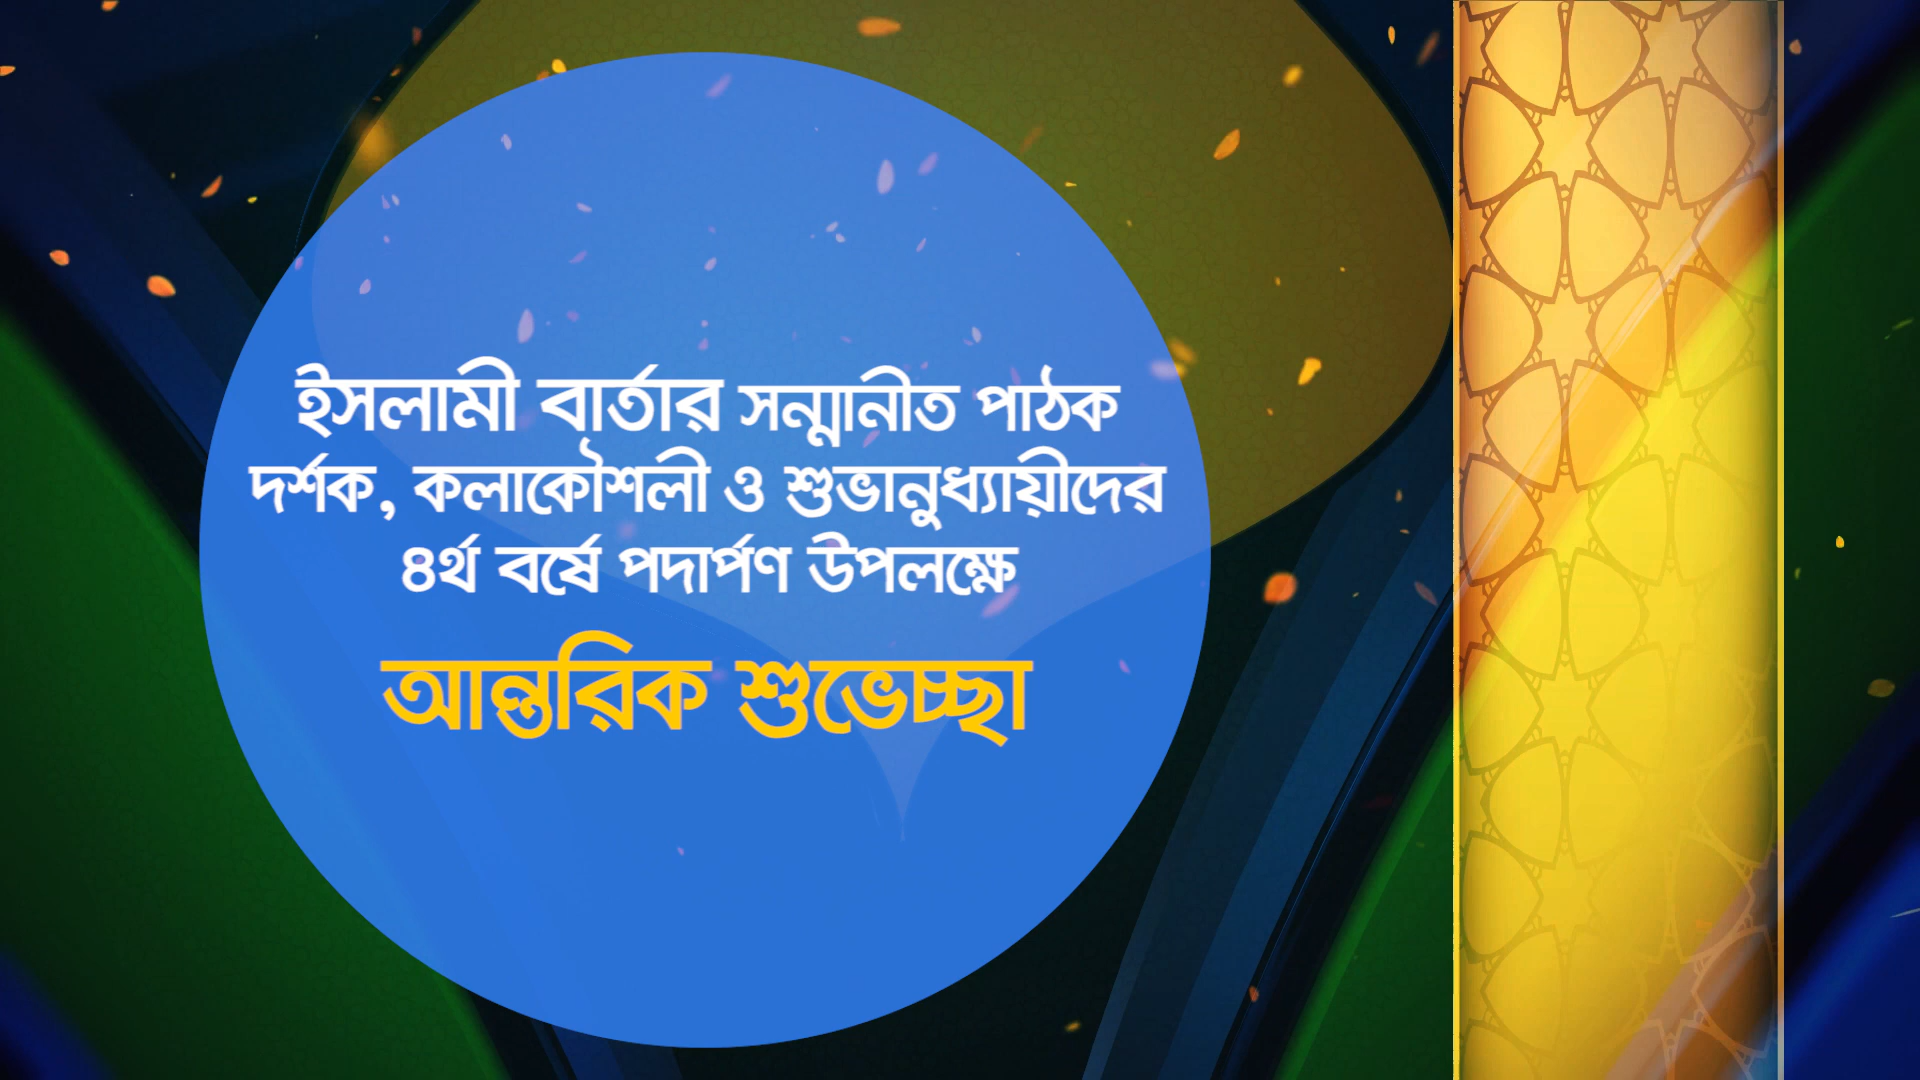 ইসলামী বার্তার সন্মানীত পাঠক
দর্শক, কলাকৌশলী ও শুভানুধ্যায়ীদের
৪র্থ বর্ষে পদার্পণ উপলক্ষে
আন্তরিক শুভেচ্ছা